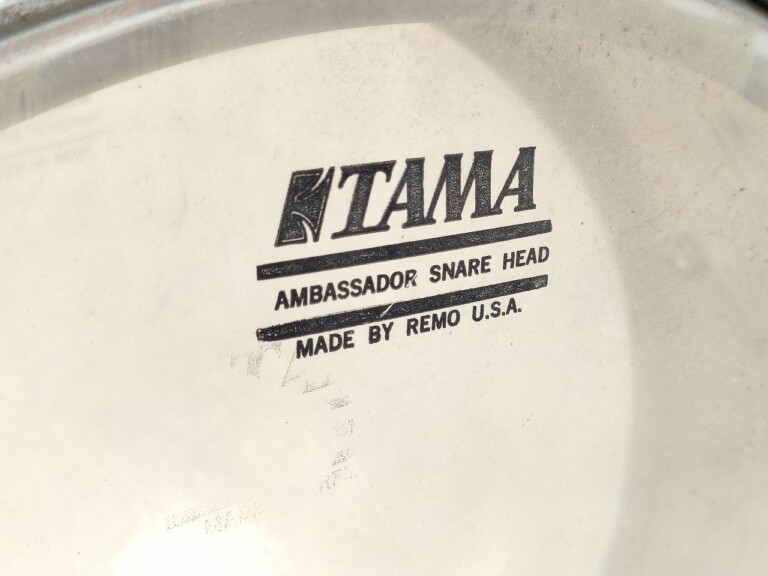 TAMA
AMBASSADOR SNARE HEAD
MADE BY REMO U.S.A.